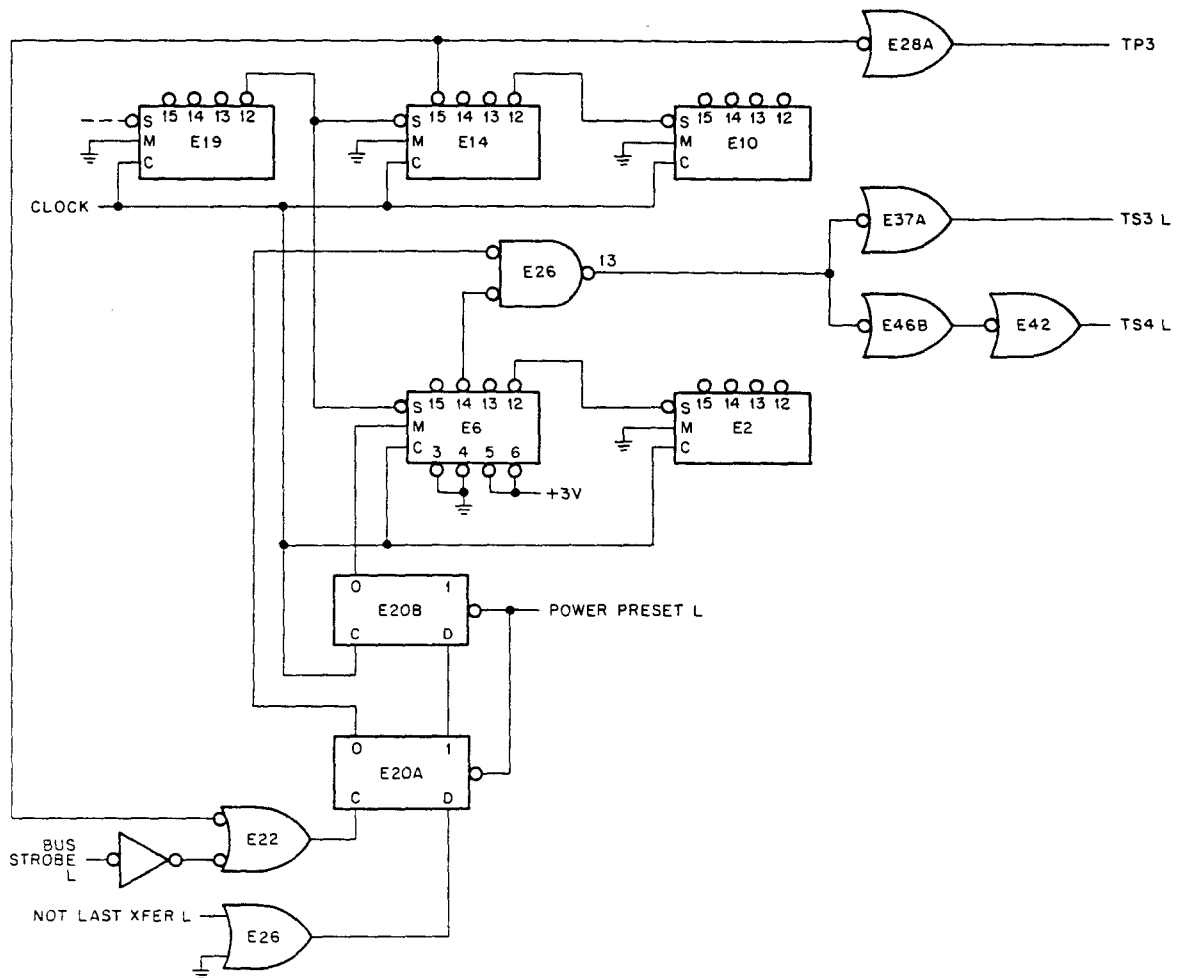 E28A
TP3
15 14 13 12
S
M
C
E19
15 14 13 12
S
M
C
E14
15 14 13 12
S
M
C
E10
CLOCK
E37A
TS3 L
E26
13
E46B
E42
TS4 L
15 14 13 12
S
M
C
E6
3 4 5 6
+3V
15 14 13 12
S
M
C
E2
0 1
E20B
C D
POWER PRESET L
0 1
E20A
C D
E22
BUS
STROBE
L
NOT LAST XFER L
E26